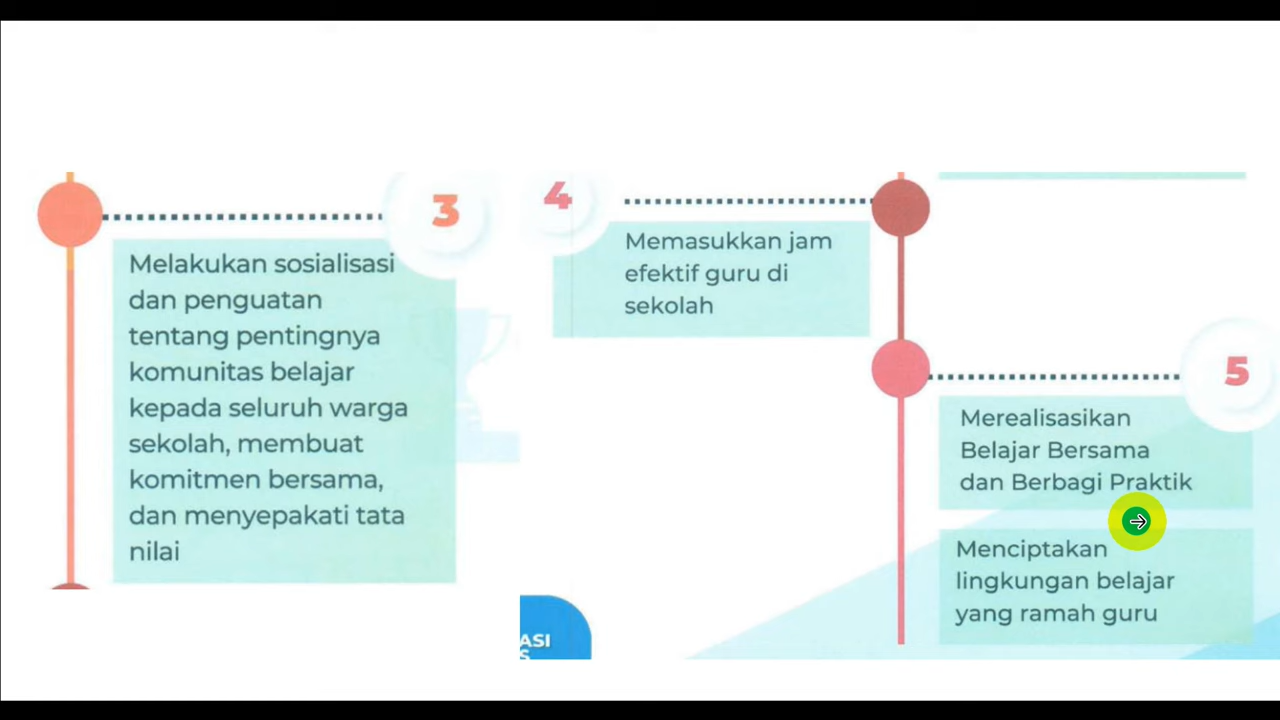 3
Melakukan sosialisasi
dan penguatan
tentang pentingnya
komunitas belajar
kepada seluruh warga
sekolah, membuat
komitmen bersama,
dan menyepakati tata
nilai
4
Memasukkan jam
efektif guru di
sekolah
5
Merealisasikan
Belajar Bersama
dan Berbagi Praktik
Menciptakan
lingkungan belajar
yang ramah guru
ASI
S